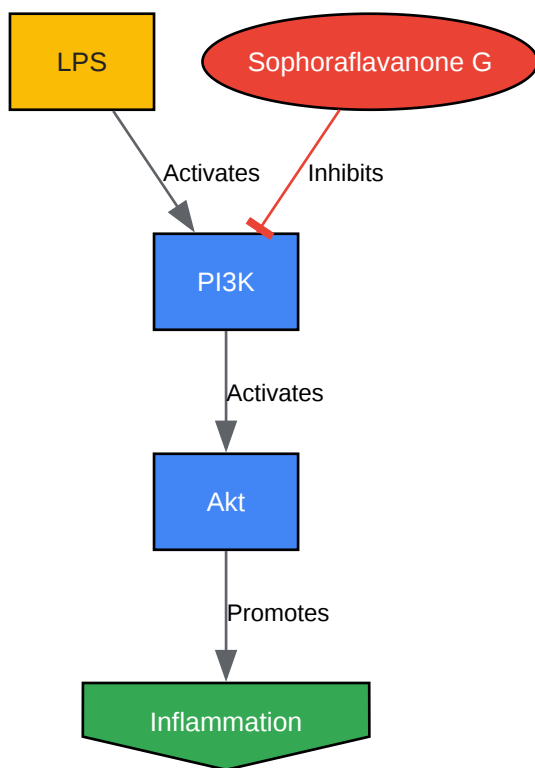 LPS
Sophoraflavanone G
Activates
Inhibits
PI3K
Activates
Akt
Promotes
Inflammation